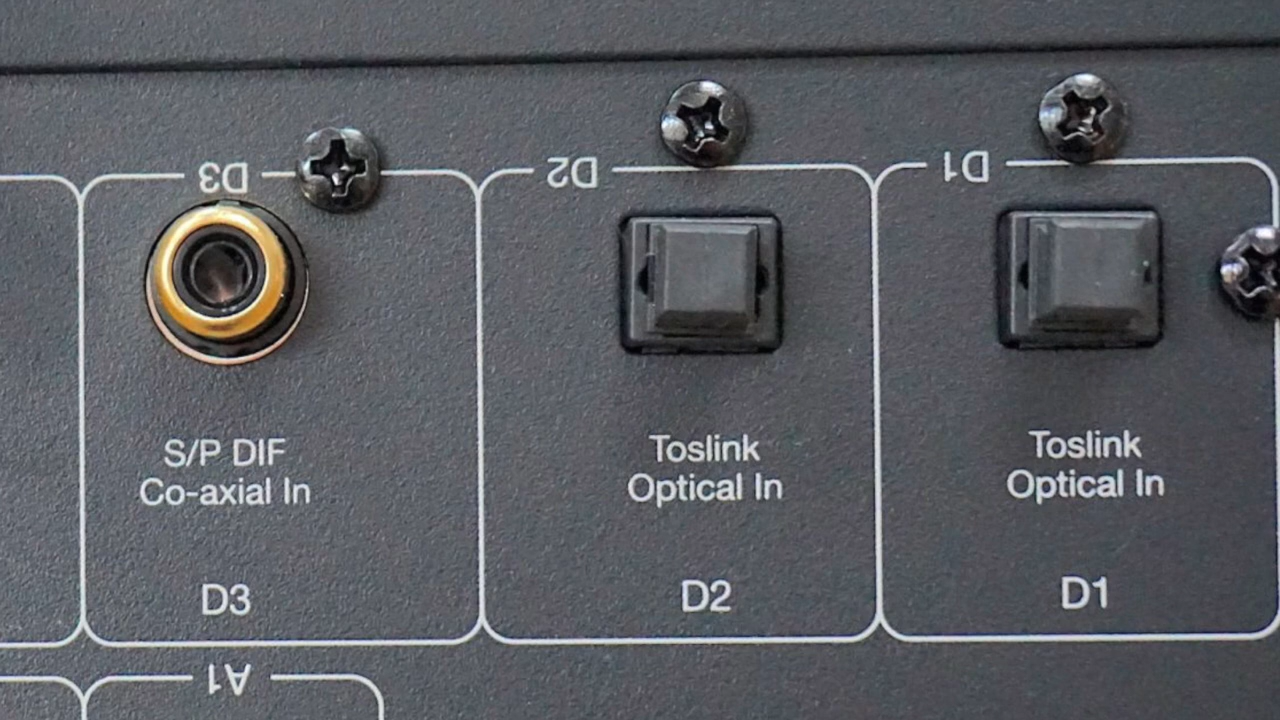 D3
D2
D1
S/P DIF
Co-axial In
Toslink
Optical In
Toslink
Optical In
D3
D2
D1
A1